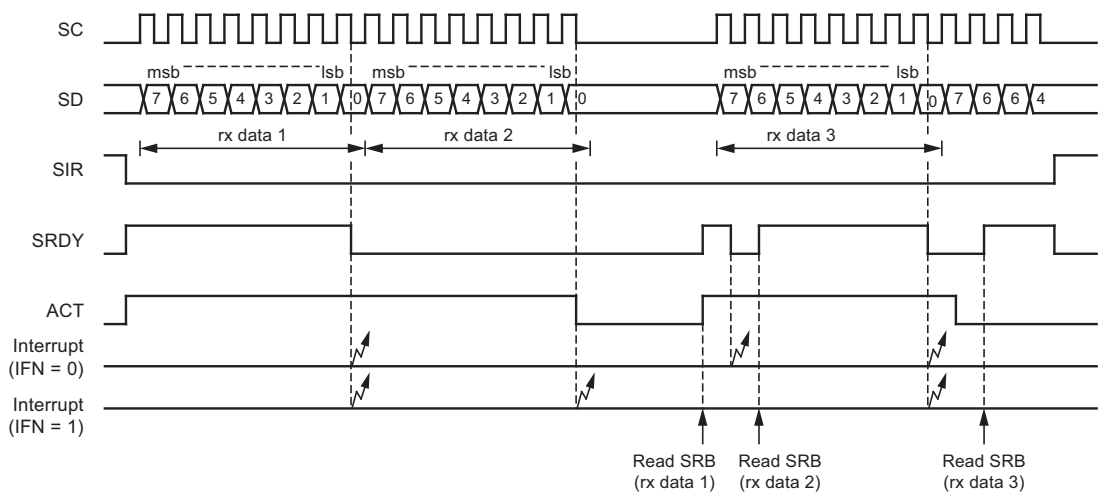 SC
msb lsb msb lsb msb lsb
SD 7 6 5 4 3 2 1 0 7 6 5 4 3 2 1 0 7 6 5 4 3 2 1 0 7 6 6 4
rx data 1 rx data 2 rx data 3
SIR
SRDY
ACT
Interrupt
(IFN = 0)
Interrupt
(IFN = 1)
Read SRB Read SRB Read SRB
(rx data 1) (rx data 2) (rx data 3)